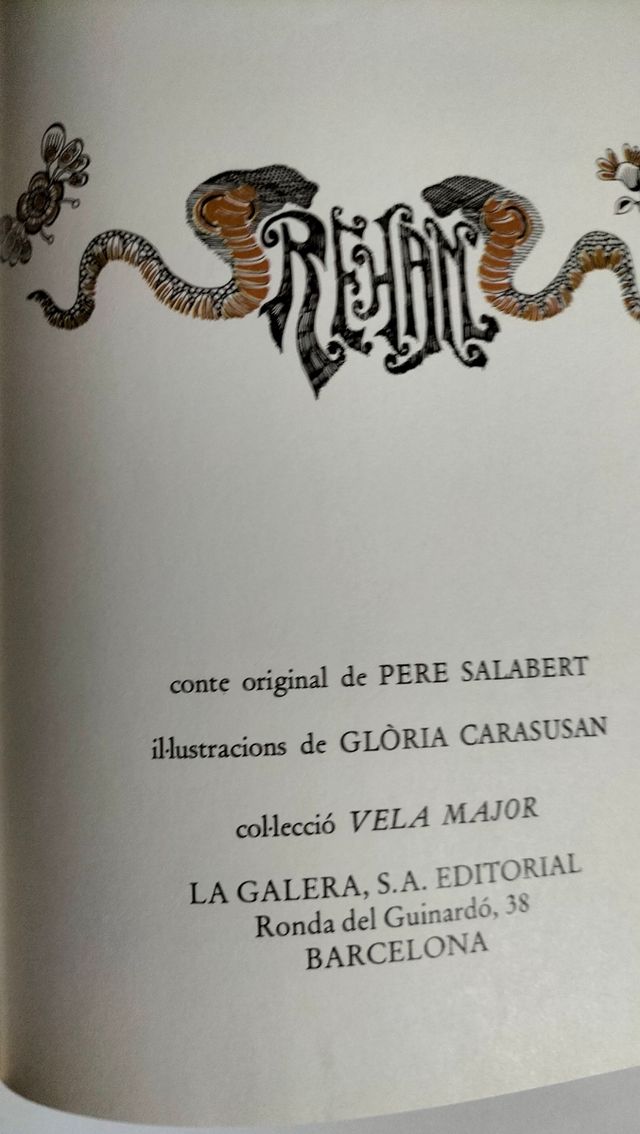 REHAM
conte original de PERE SALABERT
il·lustracions de GLÒRIA CARASUSAN
col·lecció VELA MAJOR
LA GALERA, S.A. EDITORIAL
Ronda del Guinardó, 38
BARCELONA